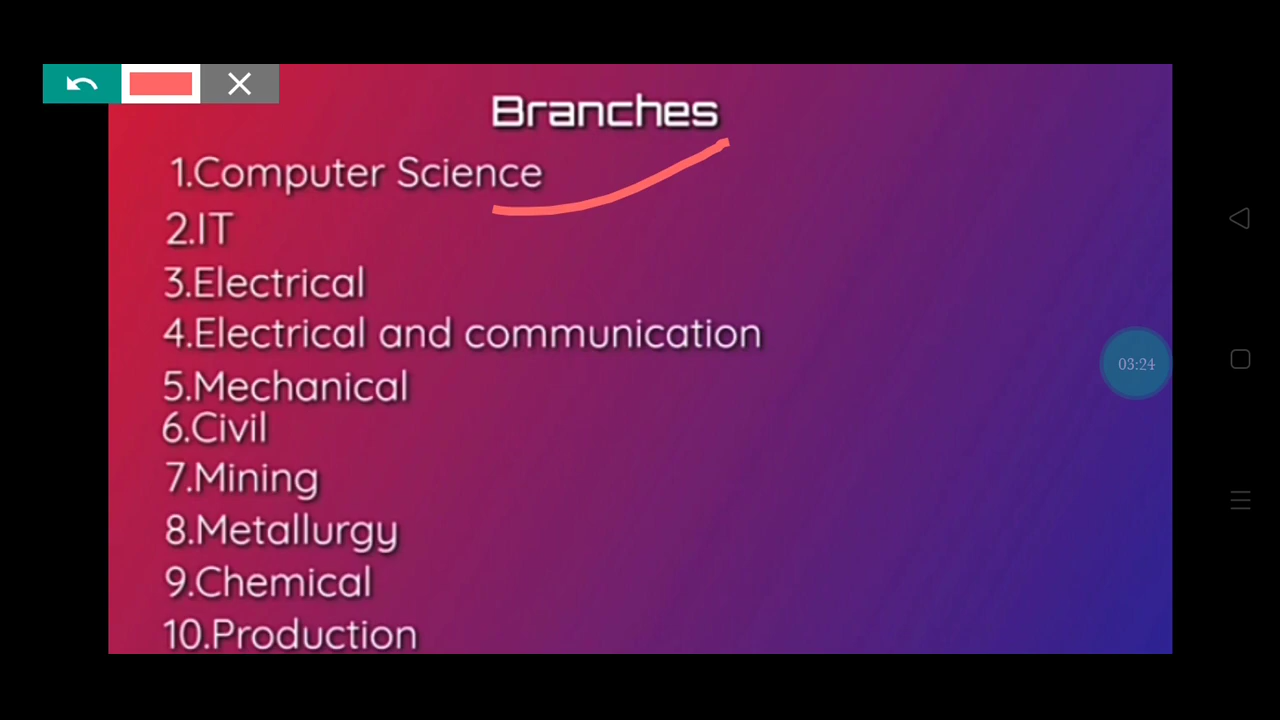 Branches
1.Computer Science
2.IT
3.Electrical
4.Electrical and communication
03:24
5.Mechanical
6.Civil
7.Mining
8.Metallurgy
9.Chemical
10.Production